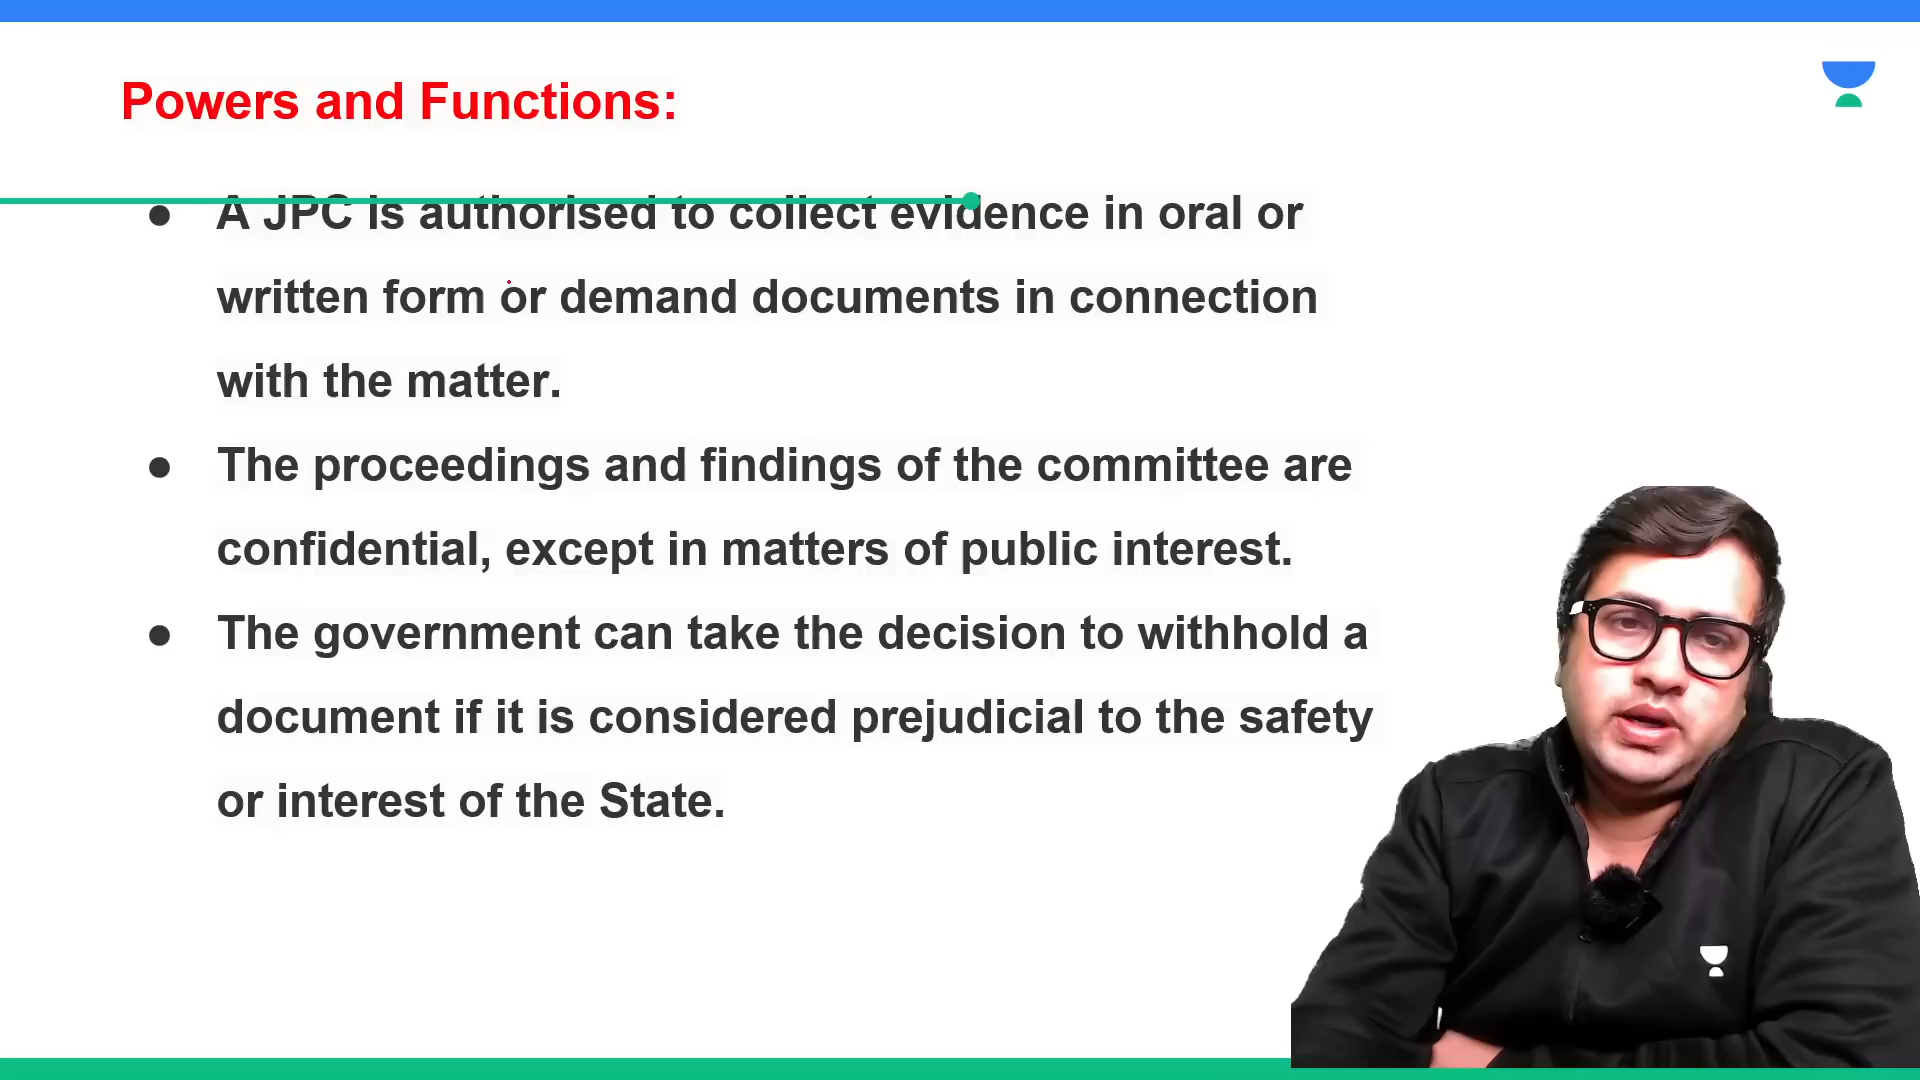 Powers and Functions:
● A JPC is authorised to collect evidence in oral or
written form or demand documents in connection
with the matter.
● The proceedings and findings of the committee are
confidential, except in matters of public interest.
● The government can take the decision to withhold a
document if it is considered prejudicial to the safety
or interest of the State.